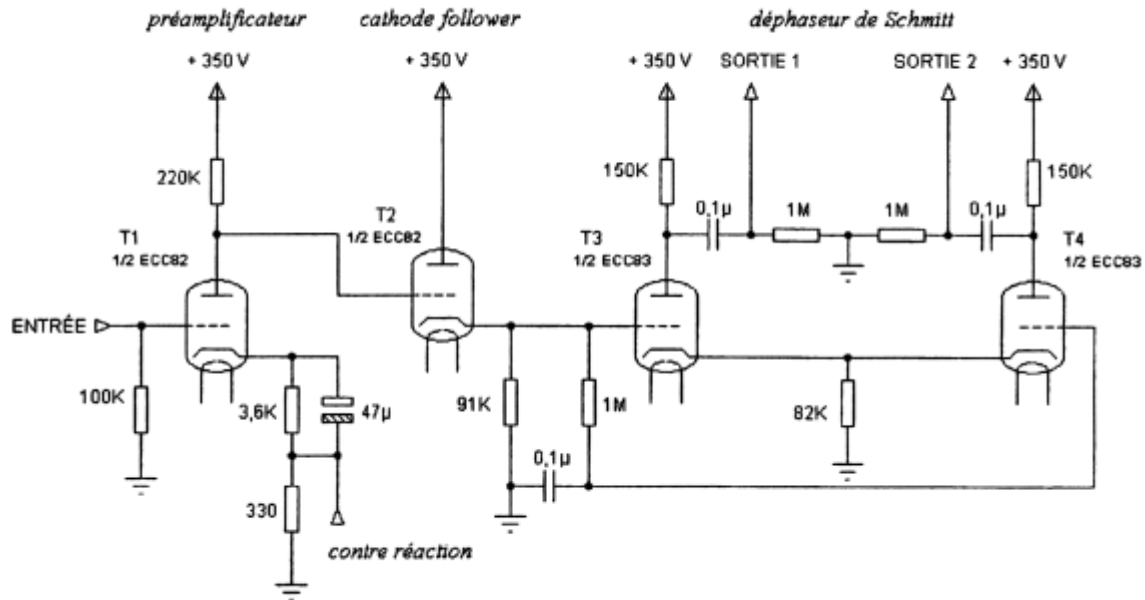 préamplificateur
cathode follower
déphaseur de Schmitt
+ 350 V
+ 350 V
+ 350 V
SORTIE 1
SORTIE 2
+ 350 V
220K
150K
150K
0,1µ
1M
1M
0,1µ
T1
1/2 ECC82
T2
1/2 ECC82
T3
1/2 ECC83
T4
1/2 ECC83
ENTRÉE
100K
3,6K
47µ
91K
1M
82K
0,1µ
330
contre réaction